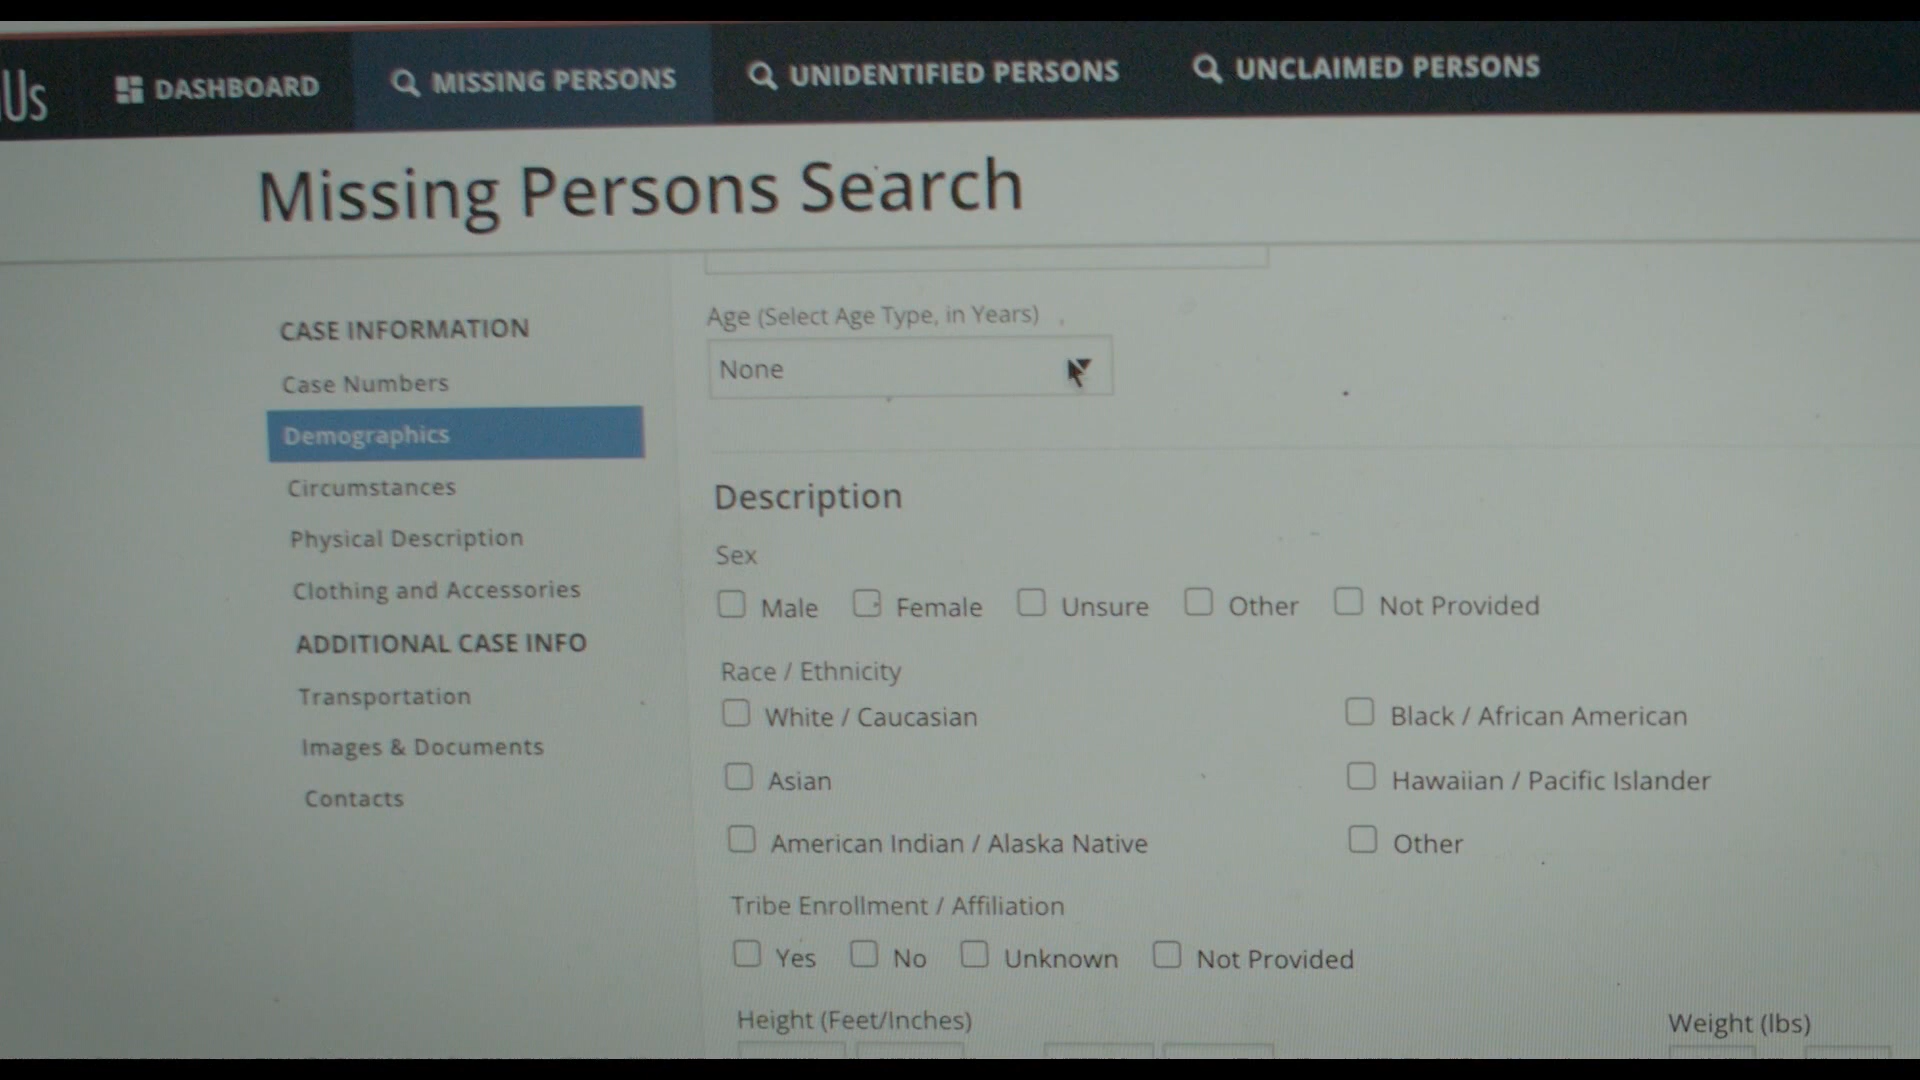 Us DASHBOARD MISSING PERSONS UNIDENTIFIED PERSONS UNCLAIMED PERSONS
Missing Persons Search
CASE INFORMATION
Case Numbers
Demographics
Circumstances
Physical Description
Clothing and Accessories
ADDITIONAL CASE INFO
Transportation
Images & Documents
Contacts
Age (Select Age Type, in Years)
None
Description
Sex
Male Female Unsure Other Not Provided
Race / Ethnicity
White / Caucasian Black / African American
Asian Hawaiian / Pacific Islander
American Indian / Alaska Native Other
Tribe Enrollment / Affiliation
Yes No Unknown Not Provided
Height (Feet/Inches) Weight (lbs)